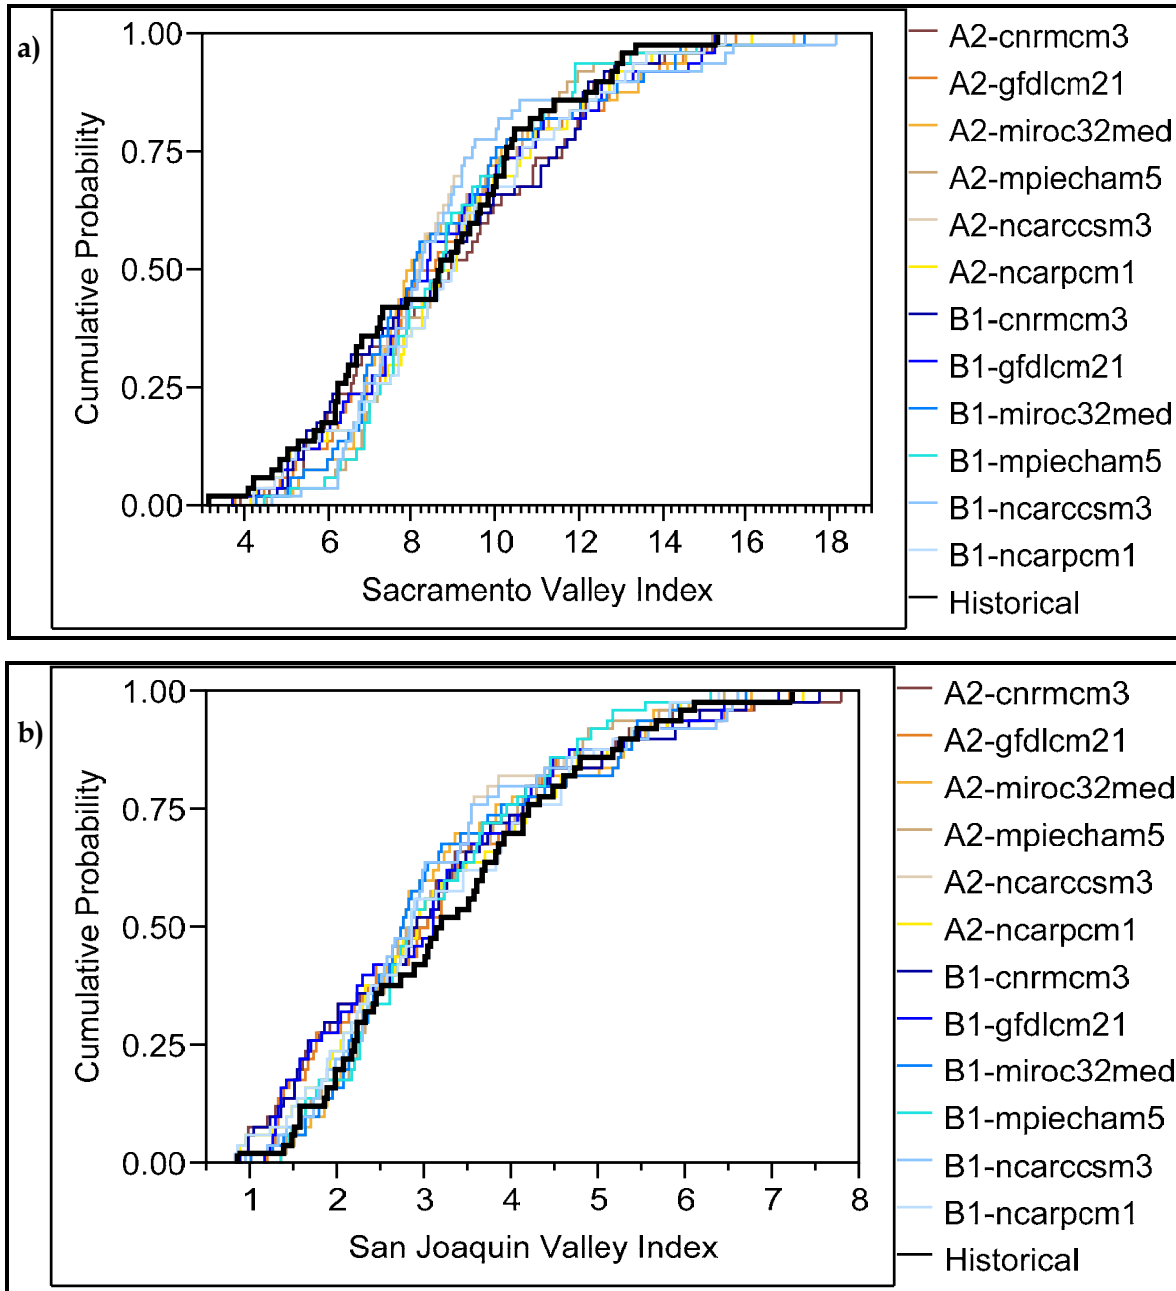 a)
Cumulative Probability
1.00
0.75
0.50
0.25
0.00
4 6 8 10 12 14 16 18
Sacramento Valley Index
A2-cnrmcm3
A2-gfdlcm21
A2-miroc32med
A2-mpiecham5
A2-ncarccsm3
A2-ncarpcm1
B1-cnrmcm3
B1-gfdlcm21
B1-miroc32med
B1-mpiecham5
B1-ncarccsm3
B1-ncarpcm1
Historical
b)
Cumulative Probability
1.00
0.75
0.50
0.25
0.00
1 2 3 4 5 6 7 8
San Joaquin Valley Index
A2-cnrmcm3
A2-gfdlcm21
A2-miroc32med
A2-mpiecham5
A2-ncarccsm3
A2-ncarpcm1
B1-cnrmcm3
B1-gfdlcm21
B1-miroc32med
B1-mpiecham5
B1-ncarccsm3
B1-ncarpcm1
Historical